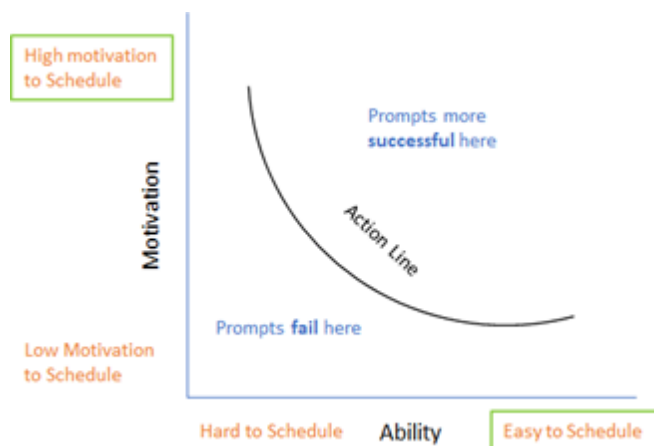 High motivation
to Schedule
Prompts more
successful here
Motivation
Action Line
Prompts fail here
Low Motivation
to Schedule
Hard to Schedule
Ability
Easy to Schedule